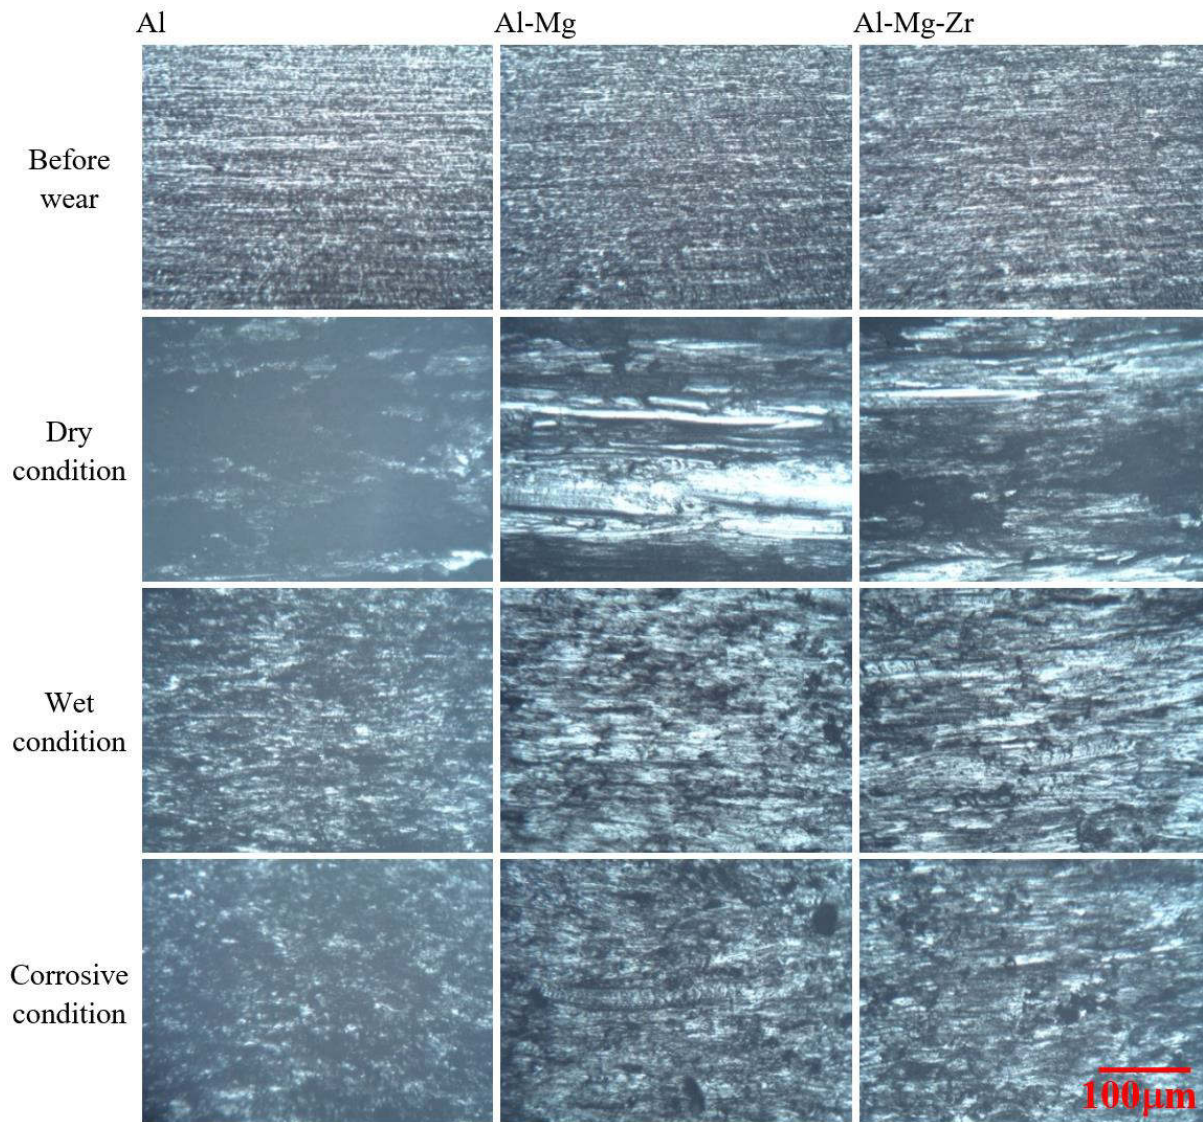 Al
Al-Mg
Al-Mg-Zr
Before
wear
Dry
condition
Wet
condition
Corrosive
condition
100μm